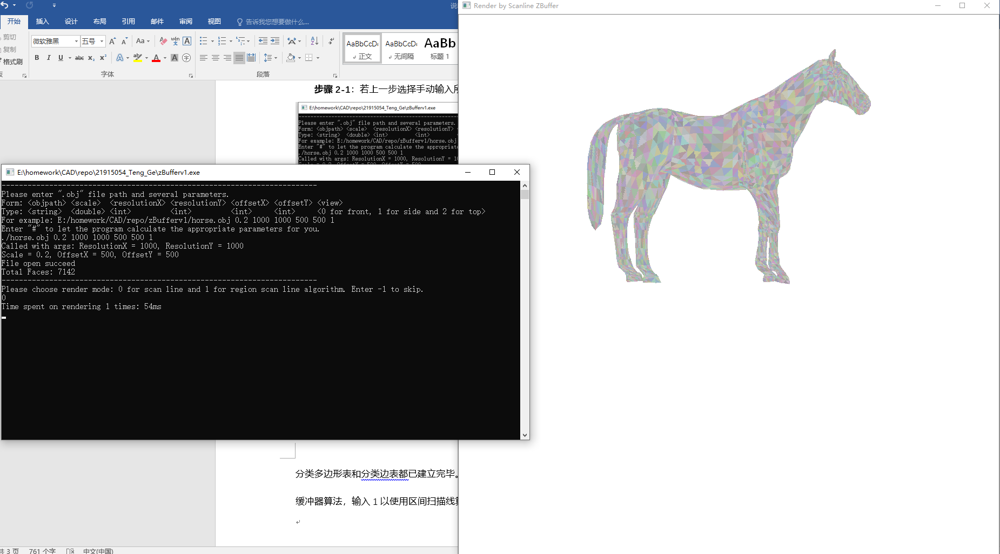 说
Render by Scanline ZBuffer
开始 插入 设计 布局 引用 邮件 审阅 视图 告诉我您想要做什么...
剪切
复制
格式刷
微软雅黑 五号
字体 段落
AaBbCcDı AaBbCcDı AaBb
正文 无间隔 标题 1
步骤 2-1：若上一步选择手动输入
E:\homework\CAD\repo\21915054_Teng_Ge\zBufferv1.exe
Please enter ".obj" file path and several parameters.
Form: <objpath> <scale> <resolutionX> <resolutionY>
Type: <string> <double> <int> <int>
For example: E:/homework/CAD/repo/zBufferv1/horse.obj
Enter "#" to let the program calculate the appropriate
./horse.obj 0.2 1000 1000 500 500 1
Called with args: ResolutionX = 1000, ResolutionY = 10
E:\homework\CAD\repo\21915054_Teng_Ge\zBufferv1.exe
-------------------------------------------------------------------------
Please enter ".obj" file path and several parameters.
Form: <objpath> <scale> <resolutionX> <resolutionY> <offsetX> <offsetY> <view>
Type: <string> <double> <int> <int> <int> <int> <0 for front, 1 for side and 2 for top>
For example: E:/homework/CAD/repo/zBufferv1/horse.obj 0.2 1000 1000 500 500 1
Enter "#" to let the program calculate the appropriate parameters for you.
./horse.obj 0.2 1000 1000 500 500 1
Called with args: ResolutionX = 1000, ResolutionY = 1000
Scale = 0.2, OffsetX = 500, OffsetY = 500
File open succeed
Total Faces: 7142
-------------------------------------------------------------------------
Please choose render mode: 0 for scan line and 1 for region scan line algorithm. Enter -1 to skip.
0
Time spent on rendering 1 times: 54ms
分类多边形表和分类边表都已建立完毕。
缓冲器算法，输入 1 以使用区间扫描线算
共 3 页 761 个字 中文(中国)